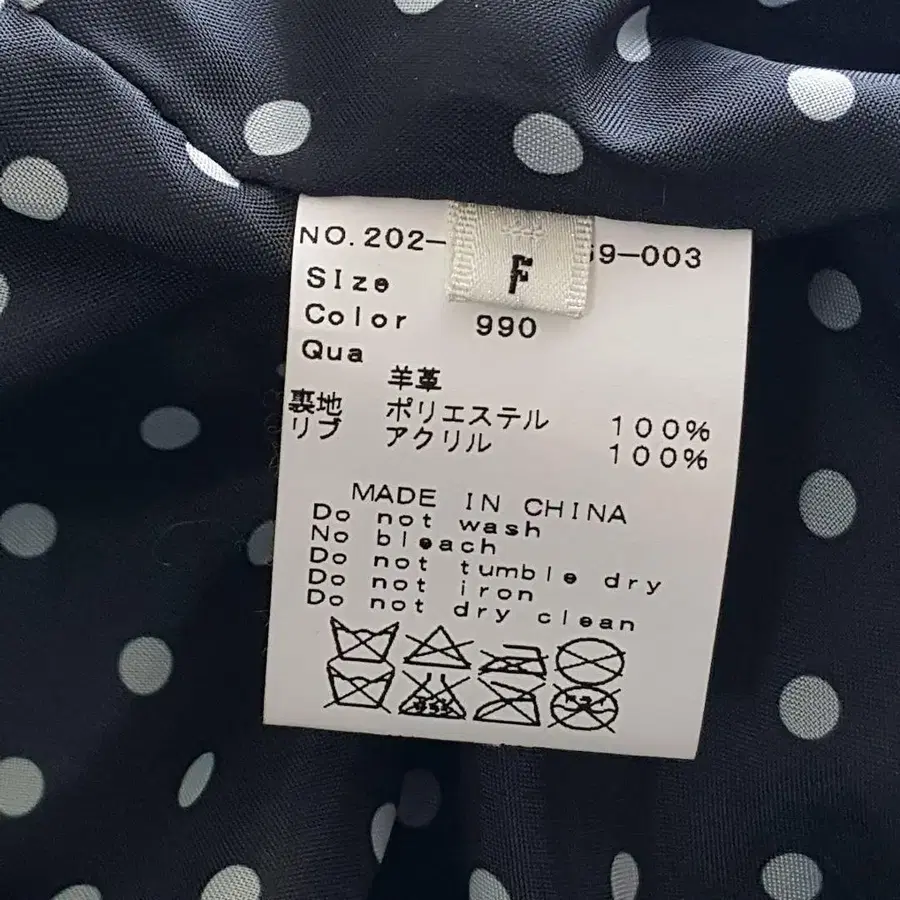 NO.202-
69-003
SIze
F
Color 990
Qua
羊革
裏地 ポリエステル 100%
リブ アクリル 100%
MADE IN CHINA
Do not wash
No bleach
Do not tumble dry
Do not iron
Do not dry clean